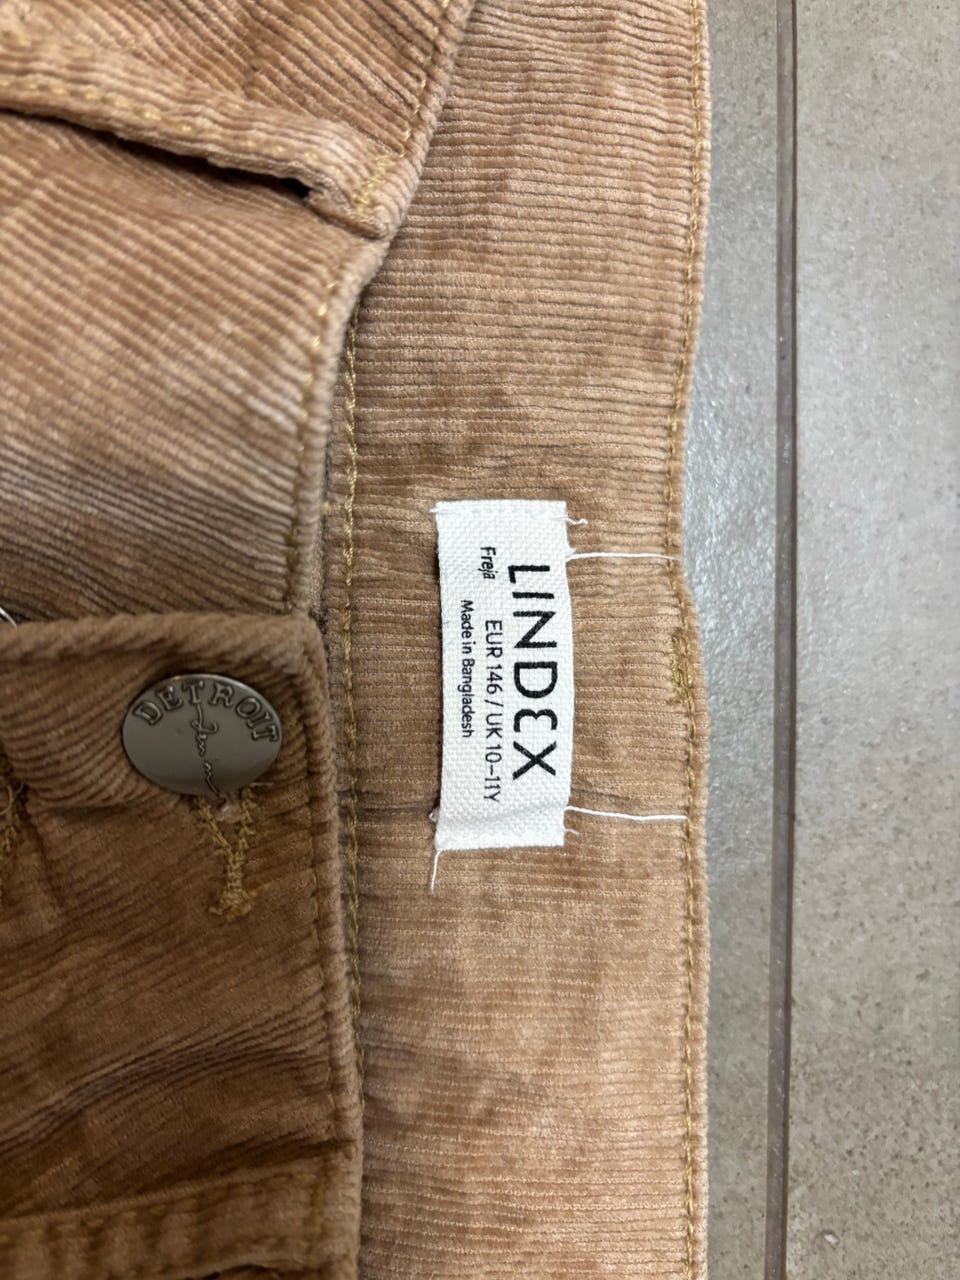 LINDEX
Freja EUR 146 / UK 10–11Y
Made in Bangladesh
DETROIT